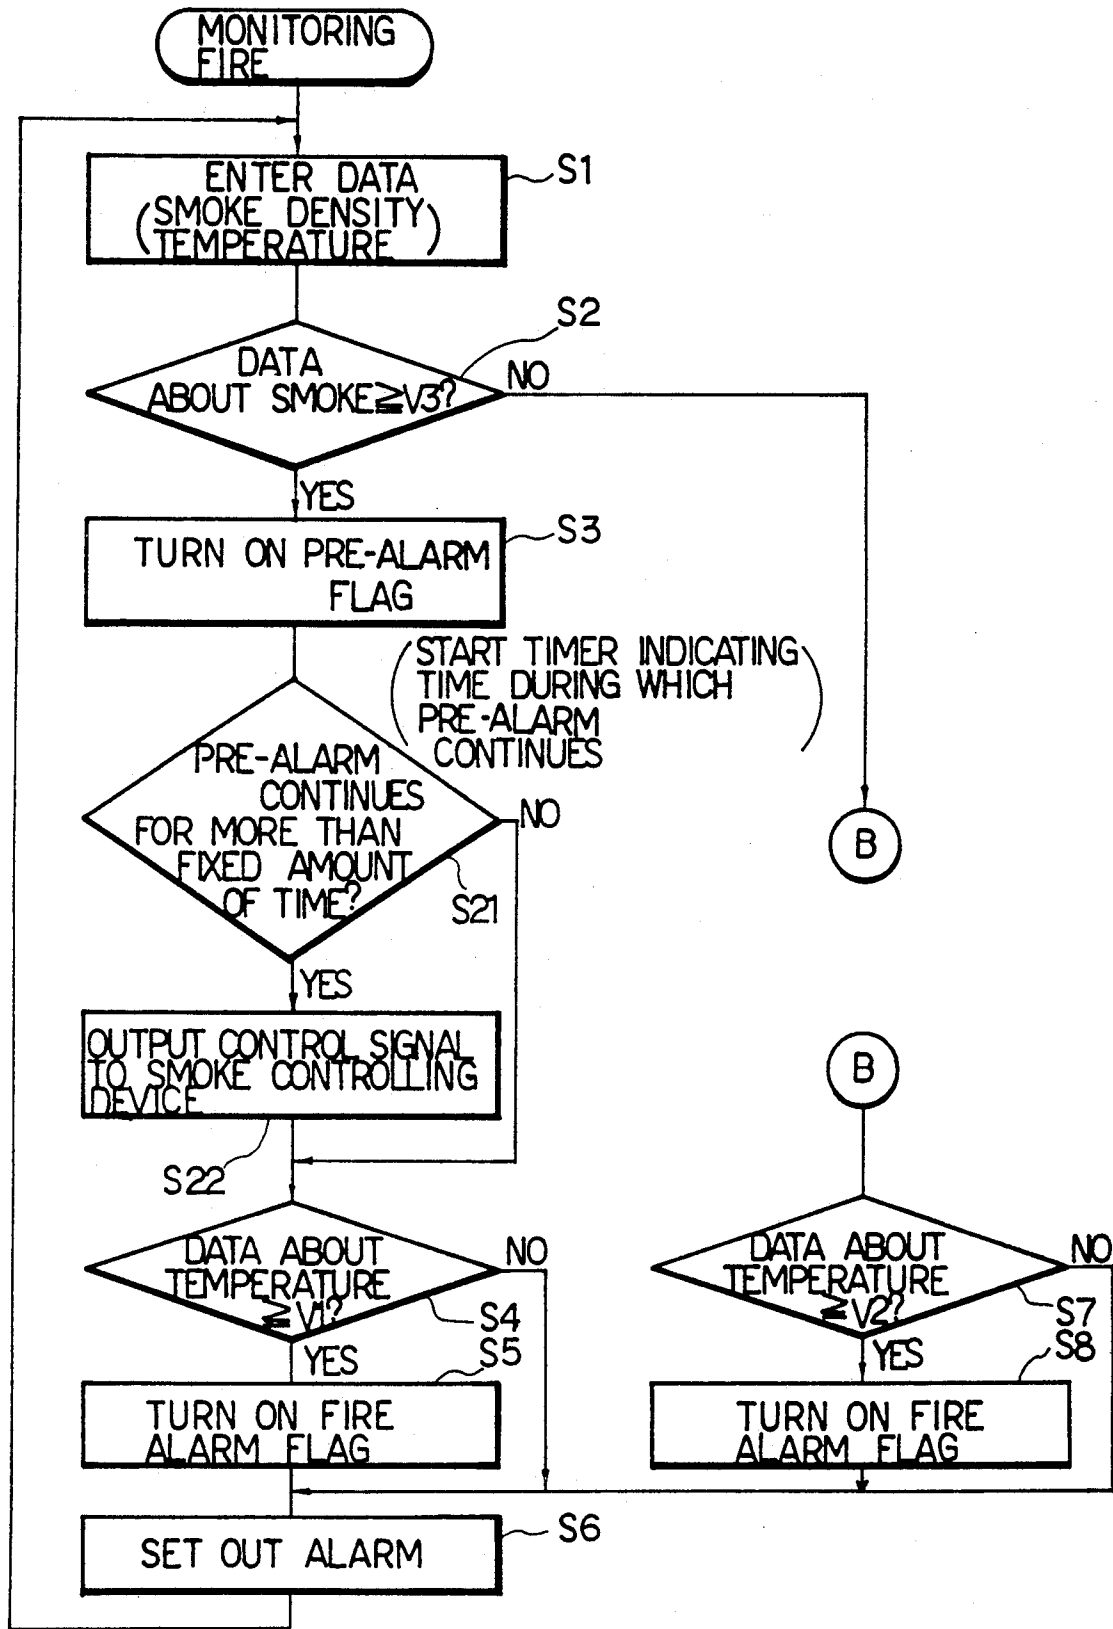 MONITORING
FIRE
ENTER DATA
(SMOKE DENSITY
TEMPERATURE)
S1
S2
DATA
ABOUT SMOKE≧V3?
NO
YES
S3
TURN ON PRE-ALARM
FLAG
(START TIMER INDICATING
TIME DURING WHICH
PRE-ALARM
CONTINUES)
PRE-ALARM
CONTINUES
FOR MORE THAN
FIXED AMOUNT
OF TIME?
NO
S21
B
YES
OUTPUT CONTROL SIGNAL
TO SMOKE CONTROLLING
DEVICE
S22
B
DATA ABOUT
TEMPERATURE
≧V1?
NO
S4
YES
S5
TURN ON FIRE
ALARM FLAG
DATA ABOUT
TEMPERATURE
≧V2?
NO
S7
YES
S8
TURN ON FIRE
ALARM FLAG
SET OUT ALARM
S6